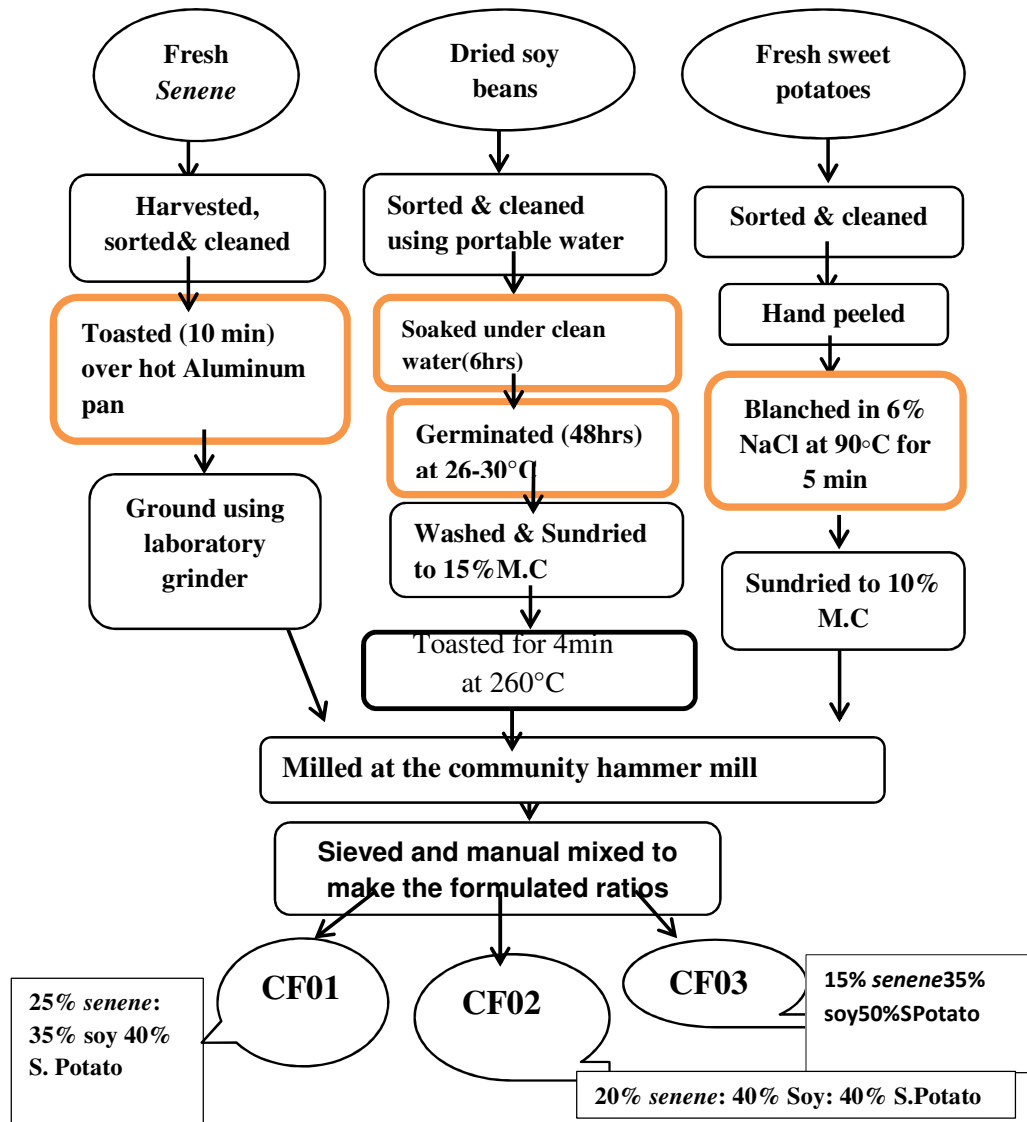 Fresh
Senene
Dried soy
beans
Fresh sweet
potatoes
Harvested,
sorted& cleaned
Sorted & cleaned
using portable water
Sorted & cleaned
Hand peeled
Toasted (10 min)
over hot Aluminum
pan
Soaked under clean
water(6hrs)
Germinated (48hrs)
at 26-30°C
Blanched in 6%
NaCl at 90◦C for
5 min
Ground using
laboratory
grinder
Washed & Sundried
to 15%M.C
Sundried to 10%
M.C
Toasted for 4min
at 260°C
Milled at the community hammer mill
Sieved and manual mixed to
make the formulated ratios
CF01
CF02
CF03
25% senene:
35% soy 40%
S. Potato
15% senene35%
soy50%SPotato
20% senene: 40% Soy: 40% S.Potato